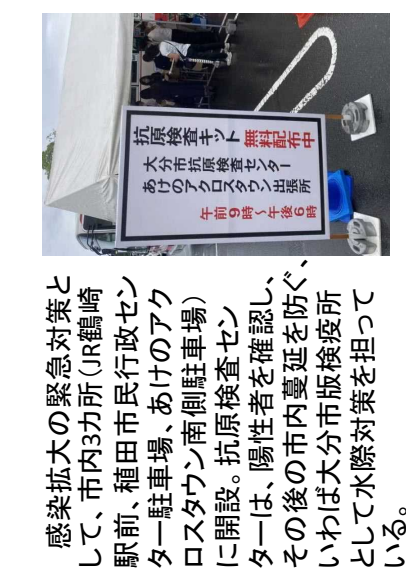 抗原検査キット 無料配布中
大分市抗原検査センター
あけのアクロスタウン出張所
午前9時～午後6時
感染拡大の緊急対策と
して、市内3カ所(JR鶴崎
駅前、稙田市民行政セン
ター駐車場、あけのアク
ロスタウン南側駐車場)
に開設。抗原検査セン
ターは、陽性者を確認し、
その後の市内蔓延を防ぐ、
いわば大分市版検疫所
として水際対策を担って
いる。